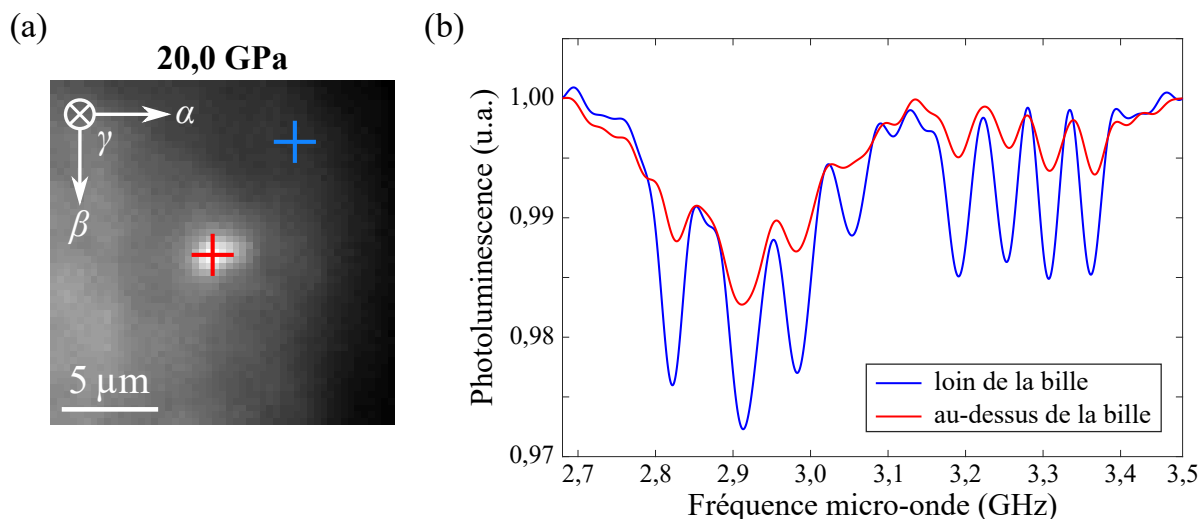 (a)
20,0 GPa
α
γ
β
5 µm
(b)
Photoluminescence (u.a.)
1,00
0,99
0,98
0,97
loin de la bille
au-dessus de la bille
2,7 2,8 2,9 3,0 3,1 3,2 3,3 3,4 3,5
Fréquence micro-onde (GHz)